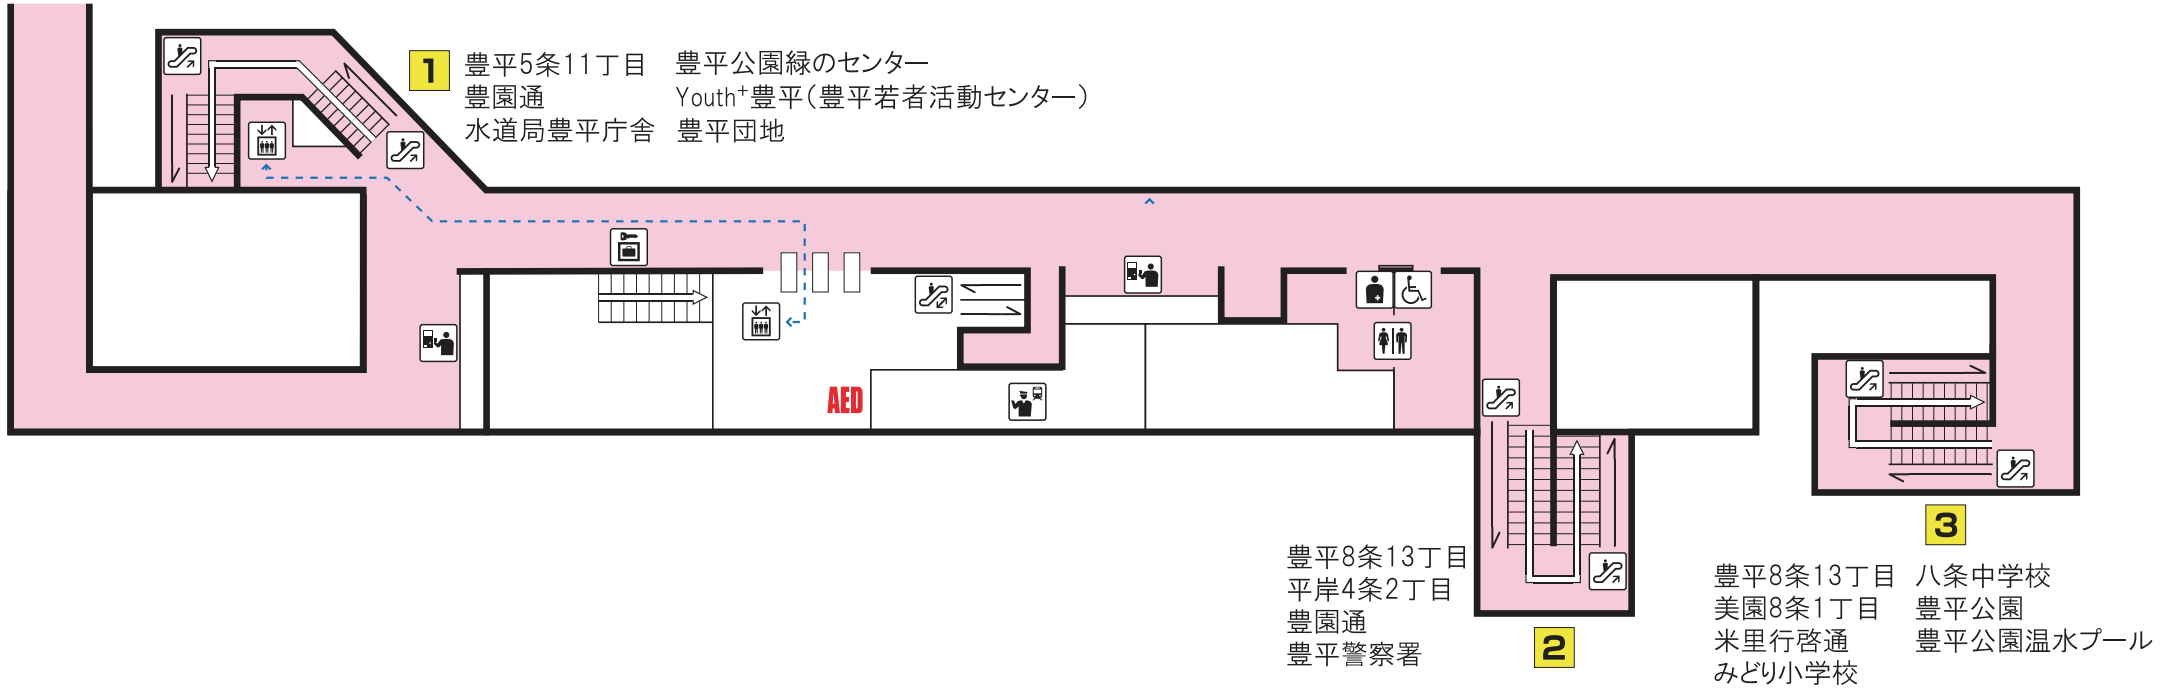 1
豊平5条11丁目
豊園通
水道局豊平庁舎
豊平公園緑のセンター
Youth⁺豊平（豊平若者活動センター）
豊平団地
AED
2
豊平8条13丁目
平岸4条2丁目
豊園通
豊平警察署
3
豊平8条13丁目
美園8条1丁目
米里行啓通
みどり小学校
八条中学校
豊平公園
豊平公園温水プール